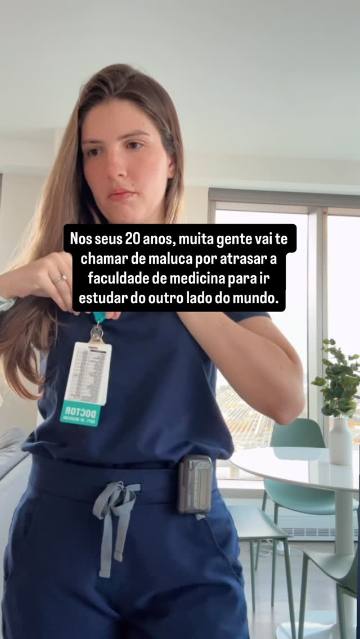 Nos seus 20 anos, muita gente vai te
chamar de maluca por atrasar a
faculdade de medicina para ir
estudar do outro lado do mundo.
DOCTOR